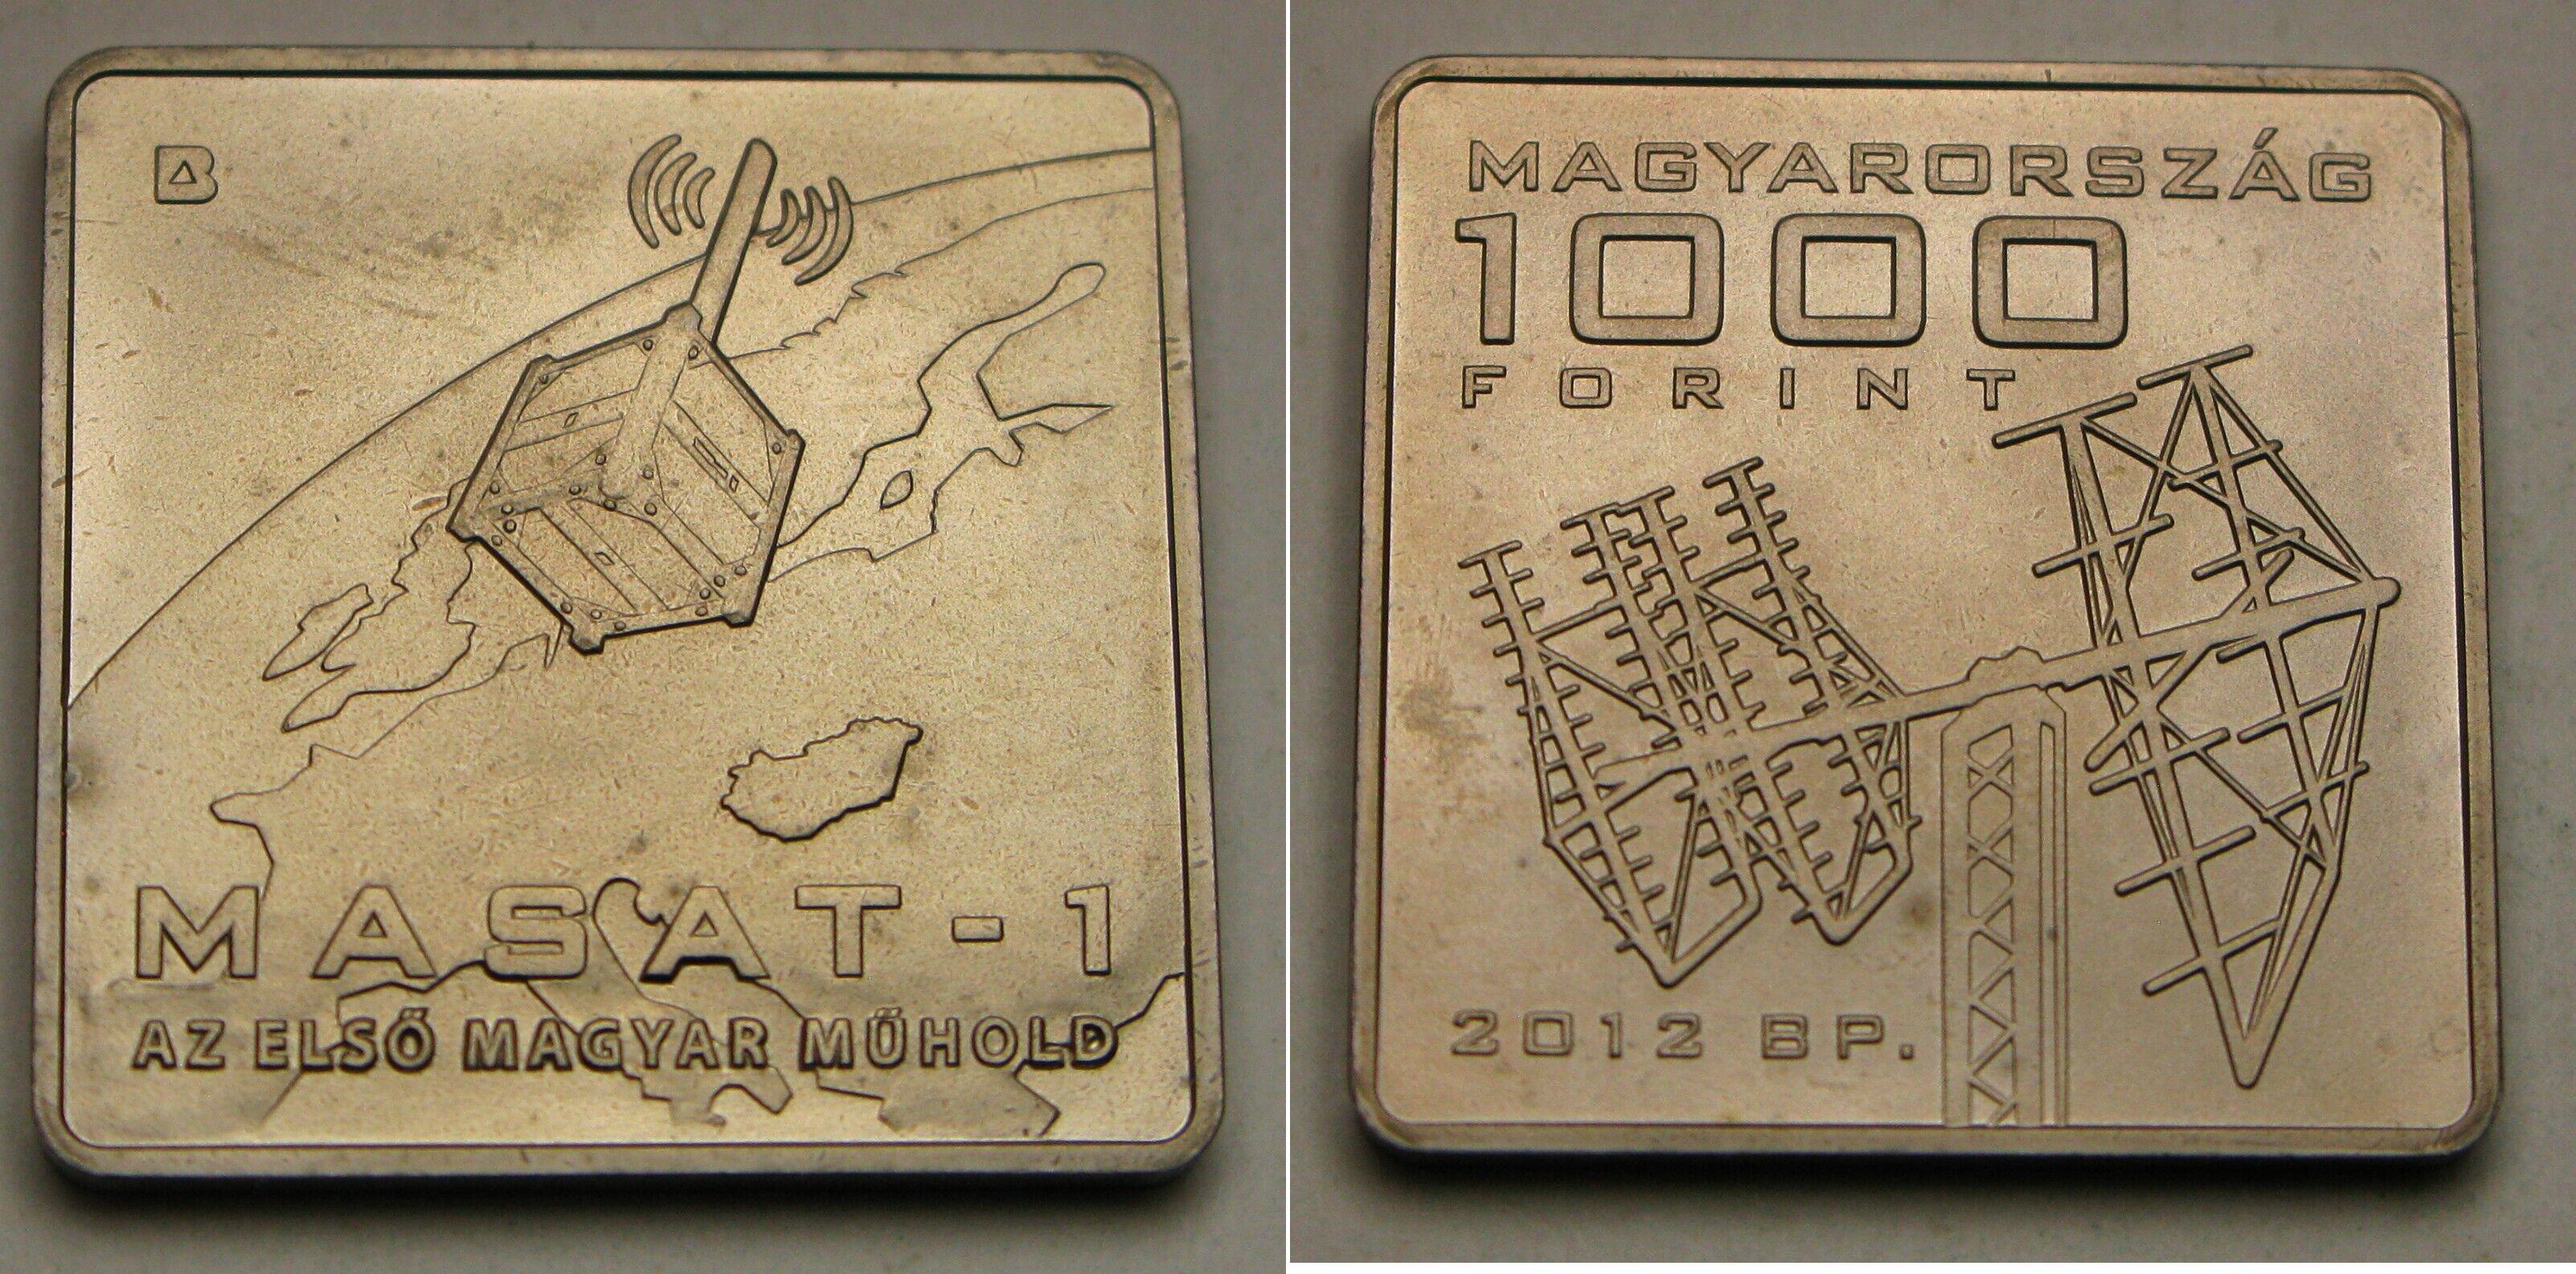 B
MASAT-1
AZ ELSŐ MAGYAR MŰHOLD
MAGYARORSZÁG
1000
FORINT
2012 BP.